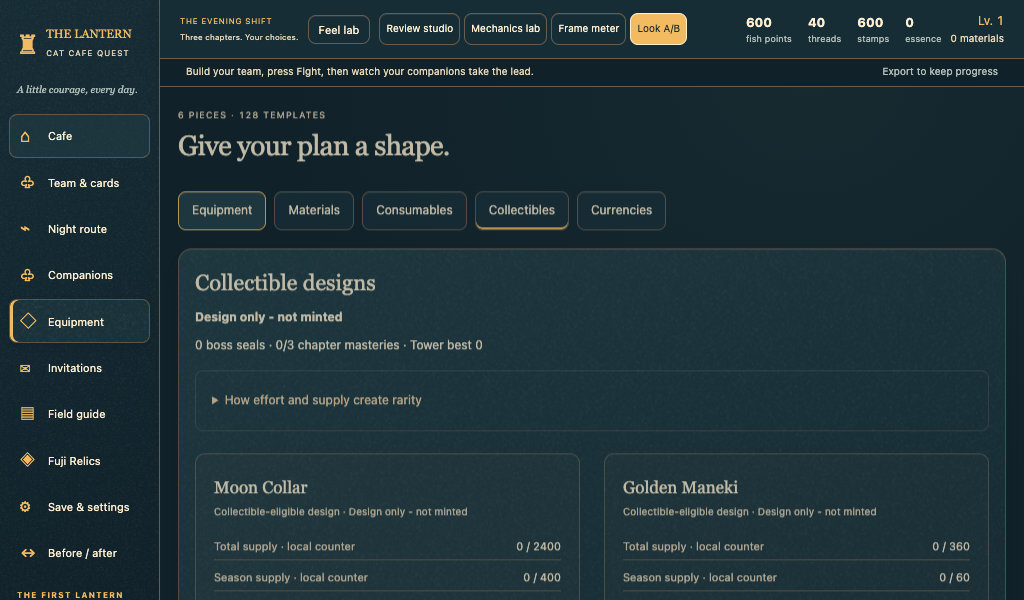 THE LANTERN
CAT CAFE QUEST
A little courage, every day.
Cafe
Team & cards
Night route
Companions
Equipment
Invitations
Field guide
Fuji Relics
Save & settings
Before / after
THE FIRST LANTERN
THE EVENING SHIFT
Three chapters. Your choices.
Feel lab
Review studio
Mechanics lab
Frame meter
Look A/B
600 fish points
40 threads
600 stamps
0 essence
Lv. 1
0 materials
Build your team, press Fight, then watch your companions take the lead.
Export to keep progress
6 PIECES · 128 TEMPLATES
Give your plan a shape.
Equipment
Materials
Consumables
Collectibles
Currencies
Collectible designs
Design only - not minted
0 boss seals · 0/3 chapter masteries · Tower best 0
How effort and supply create rarity
Moon Collar
Collectible-eligible design · Design only - not minted
Total supply · local counter 0 / 2400
Season supply · local counter 0 / 400
Golden Maneki
Collectible-eligible design · Design only - not minted
Total supply · local counter 0 / 360
Season supply · local counter 0 / 60